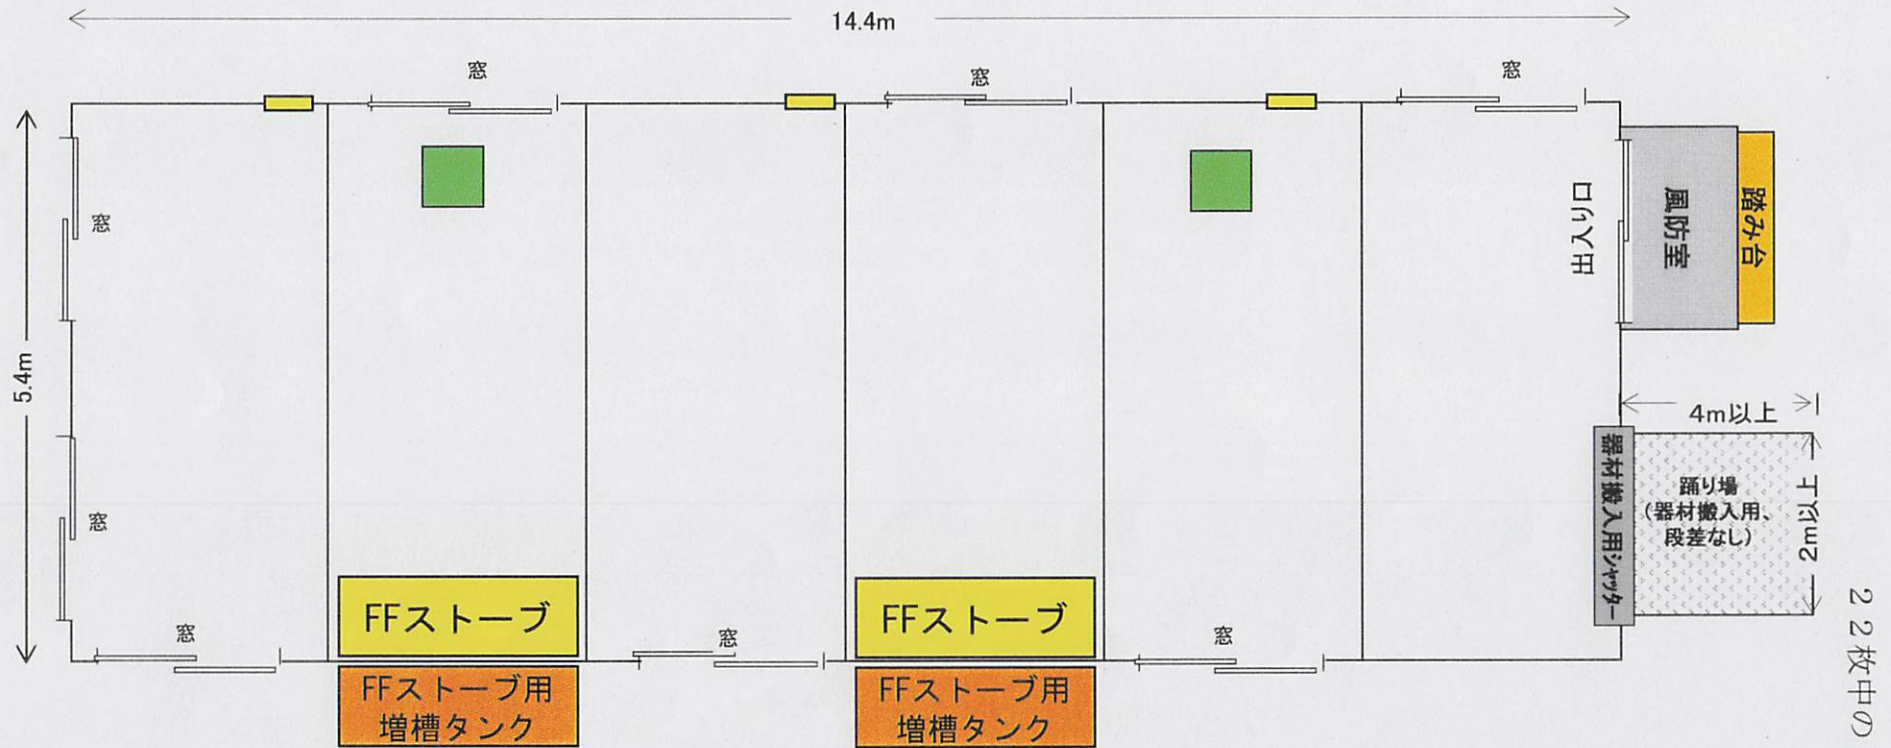 14.4m
窓
窓
窓
5.4m
窓
窓
出入り口
風防室
踏み台
4m以上
器材搬入用シャッター
踊り場
(器材搬入用、
段差なし)
2m以上
FFストーブ
FFストーブ
窓
窓
窓
FFストーブ用
増槽タンク
FFストーブ用
増槽タンク
22枚中の